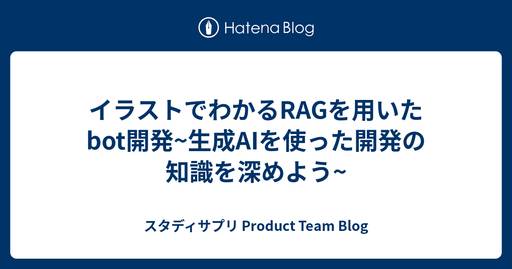 Hatena Blog
イラストでわかるRAGを用いた
bot開発~生成AIを使った開発の
知識を深めよう~
スタディサプリ Product Team Blog